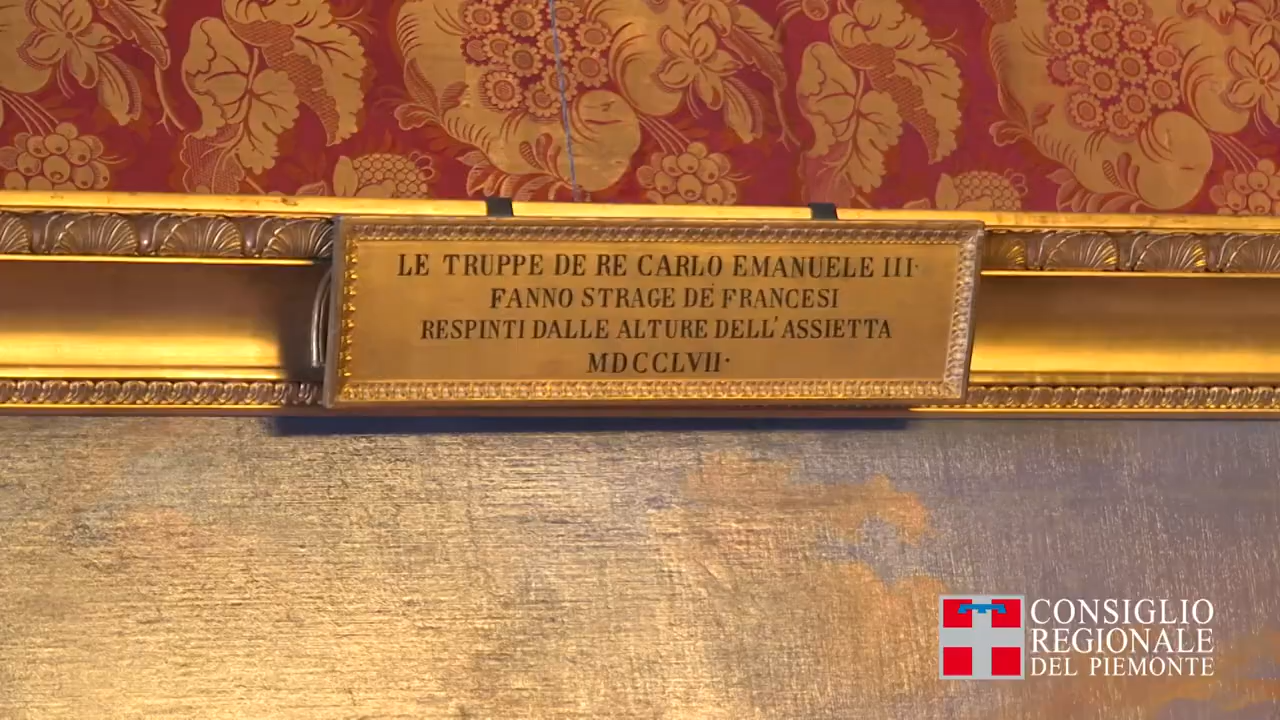 LE TRUPPE DE RE CARLO EMANUELE III·
FANNO STRAGE DE' FRANCESI
RESPINTI DALLE ALTURE DELL'ASSIETTA
MDCCLVII·
CONSIGLIO
REGIONALE
DEL PIEMONTE